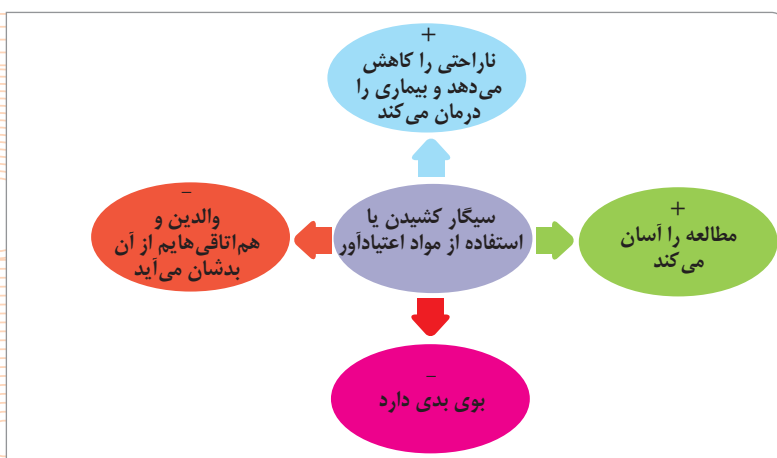 +
ناراحتی را کاهش
می‌دهد و بیماری را
درمان می‌کند
+
مطالعه را آسان
می‌کند
سیگار کشیدن یا
استفاده از مواد اعتیادآور
−
والدین و
هم‌اتاقی‌هایم از آن
بدشان می‌آید
−
بوی بدی دارد